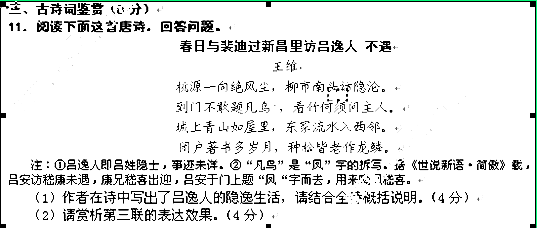 三、古诗词鉴赏（8 分）
11．阅读下面这首唐诗，回答问题。
春日与裴迪过新昌里访吕逸人 不遇
王维
桃源一向绝风尘，柳市南头访隐沦。
到门不敢题凡鸟，看竹何须问主人。
城上青山如屋里，东家流水入西邻。
闭户著书多岁月，种松皆老作龙鳞。
注：①吕逸人即吕姓隐士，事迹未详。②“凡鸟”是“凤”字的拆写。据《世说新语·简傲》载，
吕安访嵇康未遇，康兄嵇喜出迎，吕安于门上题“凤“字而去，用来 嵇喜。
（1）作者在诗中写出了吕逸人的隐逸生活，请结合全诗概括说明。（4 分）
（2）请赏析第三联的表达效果。（4 分）